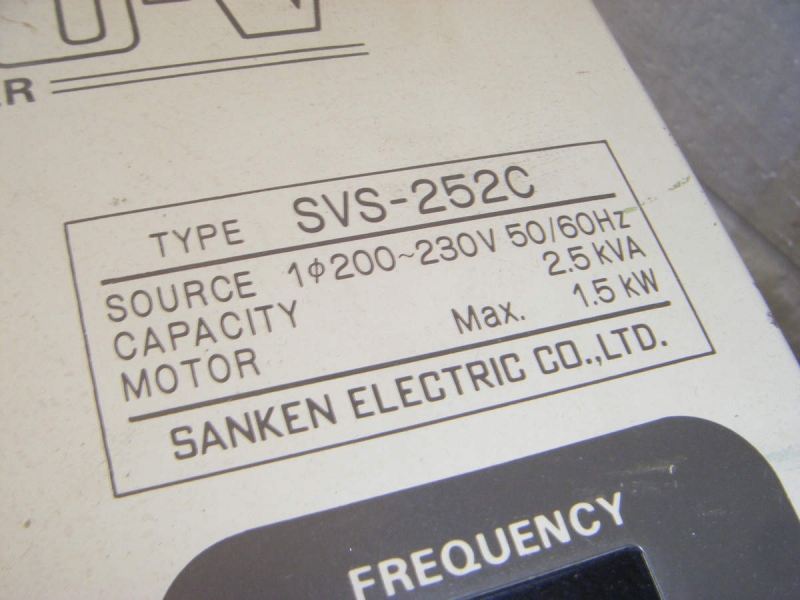 TYPE SVS-252C
SOURCE 1φ200~230V 50/60Hz
CAPACITY 2.5 kVA
MOTOR Max. 1.5 kW
SANKEN ELECTRIC CO.,LTD.
FREQUENCY